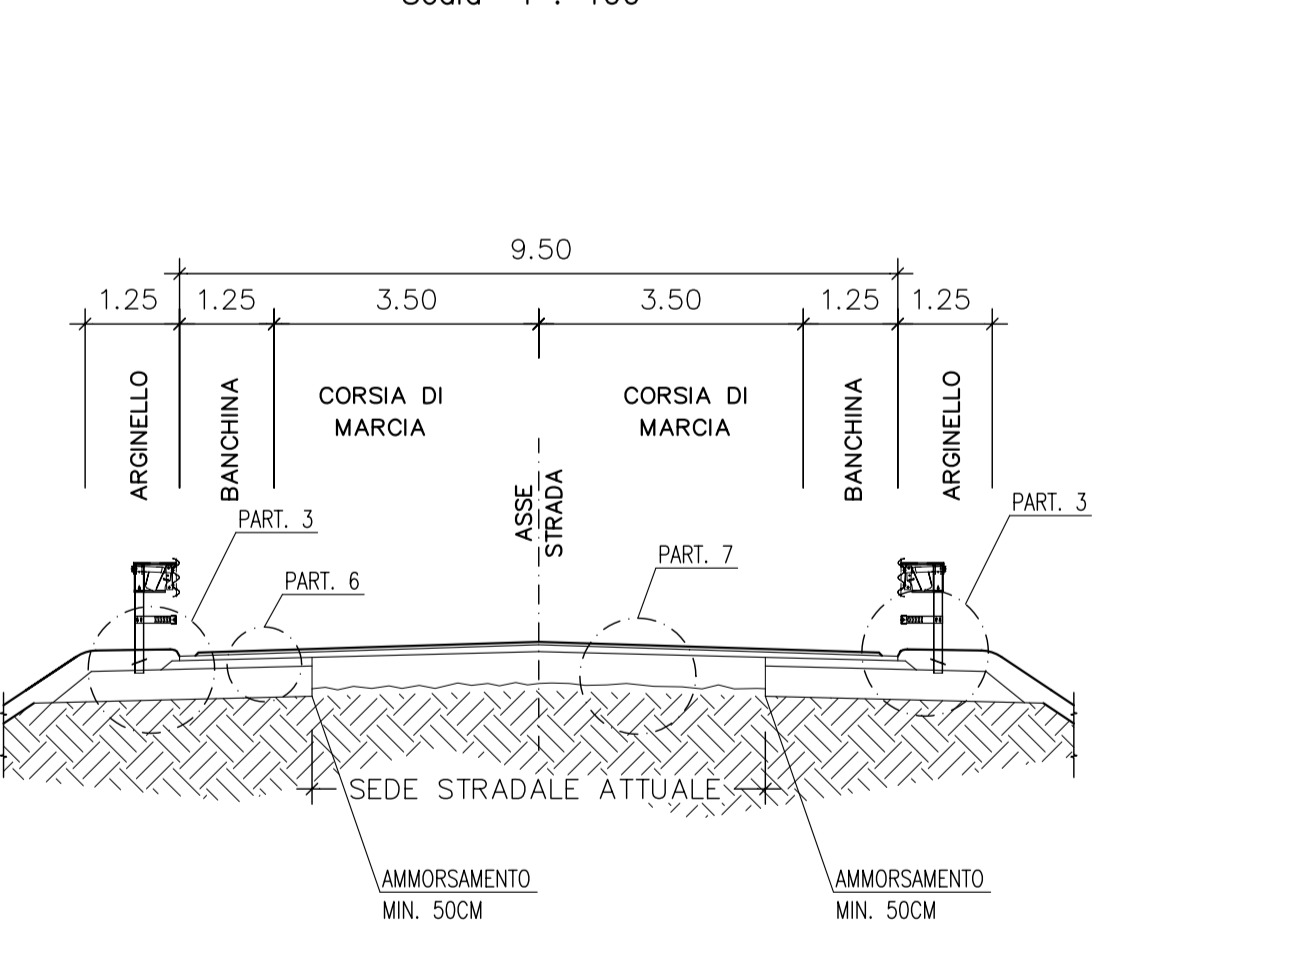 9.50
1.25 1.25 3.50 3.50 1.25 1.25
ARGINELLO
BANCHINA
CORSIA DI
MARCIA
CORSIA DI
MARCIA
BANCHINA
ARGINELLO
ASSE
STRADA
PART. 3
PART. 3
PART. 6
PART. 7
SEDE STRADALE ATTUALE
AMMORSAMENTO
MIN. 50CM
AMMORSAMENTO
MIN. 50CM